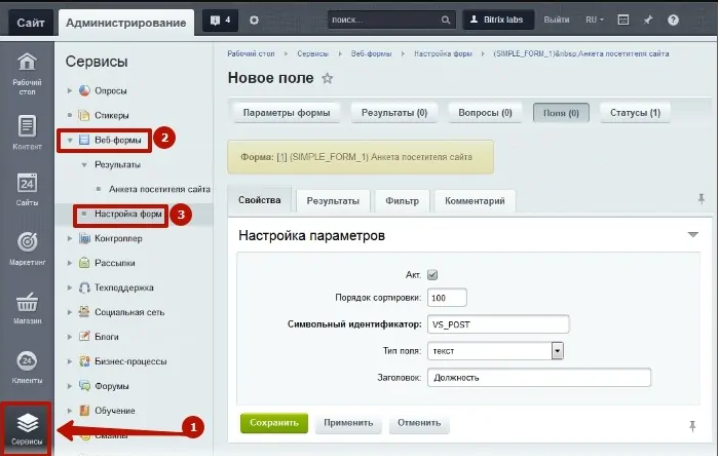 Сайт
Администрирование
4
поиск...
Bitrix labs
Выйти
RU
?
Рабочий стол
Контент
24
Сайты
Маркетинг
Магазин
24
Клиенты
Сервисы
1
Сервисы
Опросы
Стикеры
Веб-формы
2
Результаты
Анкета посетителя сайта
Настройка форм
3
Контроллер
Рассылки
Техподдержка
Социальная сеть
Блоги
Бизнес-процессы
Форумы
Обучение
Смайлы
Рабочий стол Сервисы Веб-формы Настройка форм (SIMPLE_FORM_1)&nbsp;Анкета посетителя сайта
Новое поле
Параметры формы Результаты (0) Вопросы (0) Поля (0) Статусы (1)
Форма: [1] (SIMPLE_FORM_1) Анкета посетителя сайта
Свойства Результаты Фильтр Комментарий
Настройка параметров
Акт.
Порядок сортировки: 100
Символьный идентификатор: VS_POST
Тип поля: текст
Заголовок: Должность
Сохранить Применить Отменить